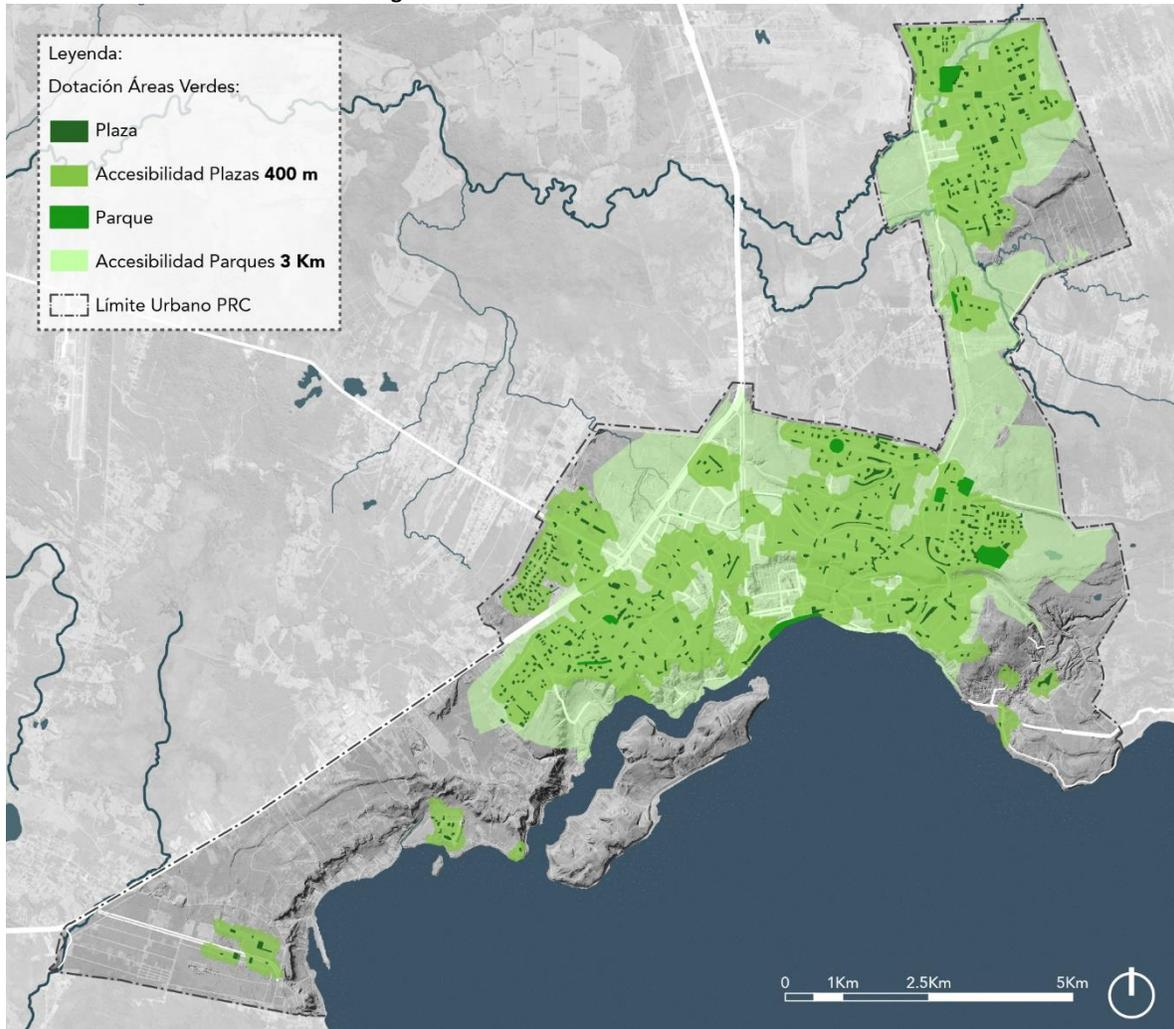 Leyenda:
Dotación Áreas Verdes:
Plaza
Accesibilidad Plazas 400 m
Parque
Accesibilidad Parques 3 Km
Límite Urbano PRC
0 1Km 2.5Km 5Km